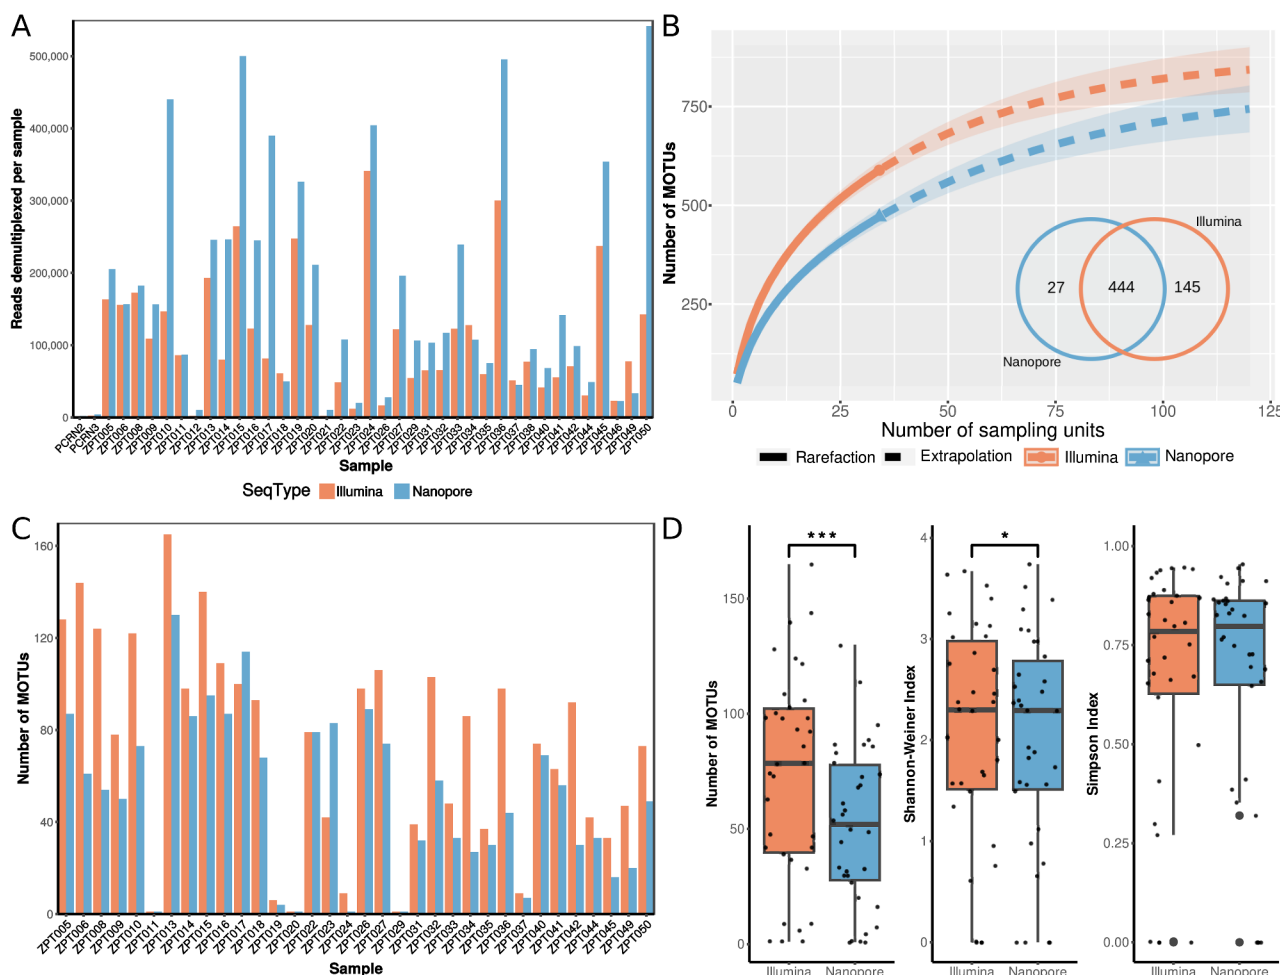 A
Reads demultiplexed per sample
500,000
400,000
300,000
200,000
100,000
0
PCRN2 PCRN3 ZPT005 ZPT006 ZPT008 ZPT009 ZPT010 ZPT011 ZPT012 ZPT013 ZPT014 ZPT015 ZPT016 ZPT017 ZPT018 ZPT019 ZPT020 ZPT021 ZPT022 ZPT023 ZPT024 ZPT026 ZPT027 ZPT029 ZPT031 ZPT032 ZPT033 ZPT034 ZPT035 ZPT036 ZPT037 ZPT038 ZPT040 ZPT041 ZPT042 ZPT044 ZPT045 ZPT046 ZPT049 ZPT050
Sample
SeqType Illumina Nanopore
B
Number of MOTUs
750
500
250
Illumina
27 444 145
Nanopore
0 25 50 75 100 125
Number of sampling units
Rarefaction Extrapolation Illumina Nanopore
C
Number of MOTUs
160
120
80
40
0
ZPT005 ZPT006 ZPT008 ZPT009 ZPT010 ZPT011 ZPT013 ZPT014 ZPT015 ZPT016 ZPT017 ZPT018 ZPT019 ZPT020 ZPT022 ZPT023 ZPT024 ZPT026 ZPT027 ZPT029 ZPT031 ZPT032 ZPT033 ZPT034 ZPT035 ZPT036 ZPT037 ZPT040 ZPT041 ZPT042 ZPT044 ZPT045 ZPT049 ZPT050
Sample
D
Number of MOTUs
150
100
50
0
***
Illumina Nanopore
Shannon-Weiner Index
4
3
2
1
0
*
Illumina Nanopore
Simpson Index
1.00
0.75
0.50
0.25
0.00
Illumina Nanopore